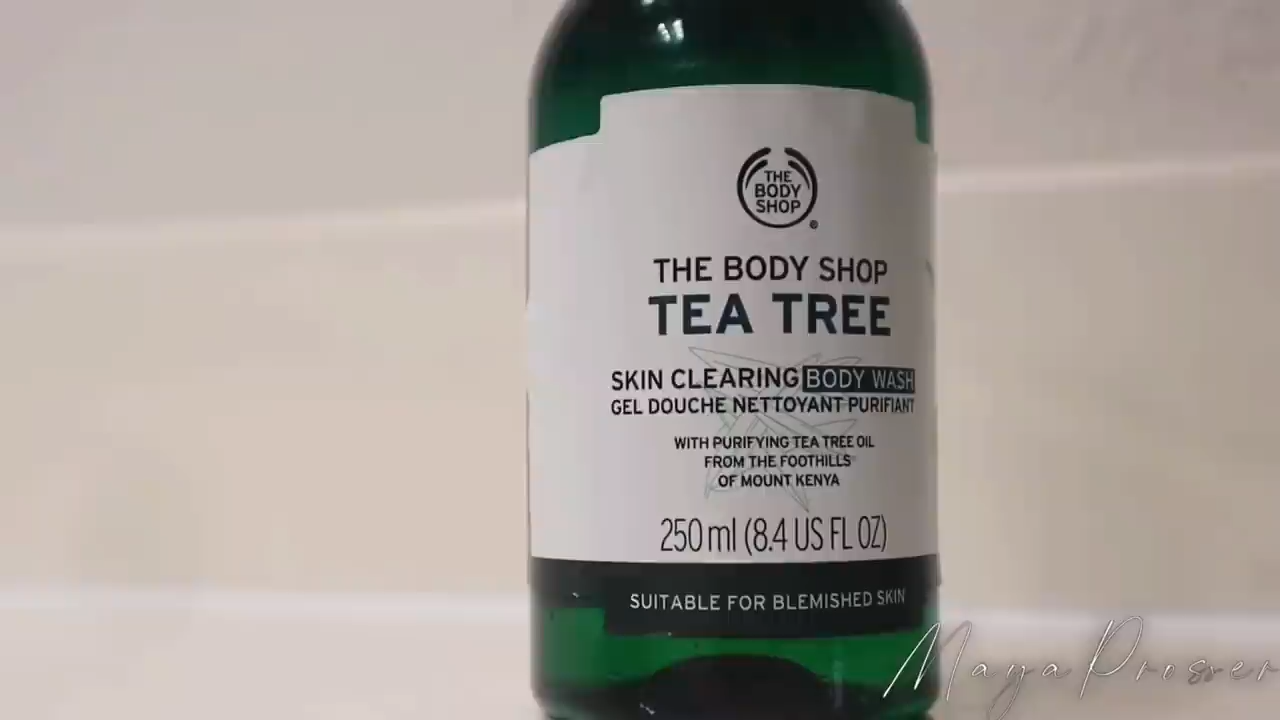 THE
BODY
SHOP
®
THE BODY SHOP
TEA TREE
SKIN CLEARING BODY WASH
GEL DOUCHE NETTOYANT PURIFIANT
WITH PURIFYING TEA TREE OIL
FROM THE FOOTHILLS
OF MOUNT KENYA
250 ml (8.4 US FL OZ)
SUITABLE FOR BLEMISHED SKIN
Maya Prosser